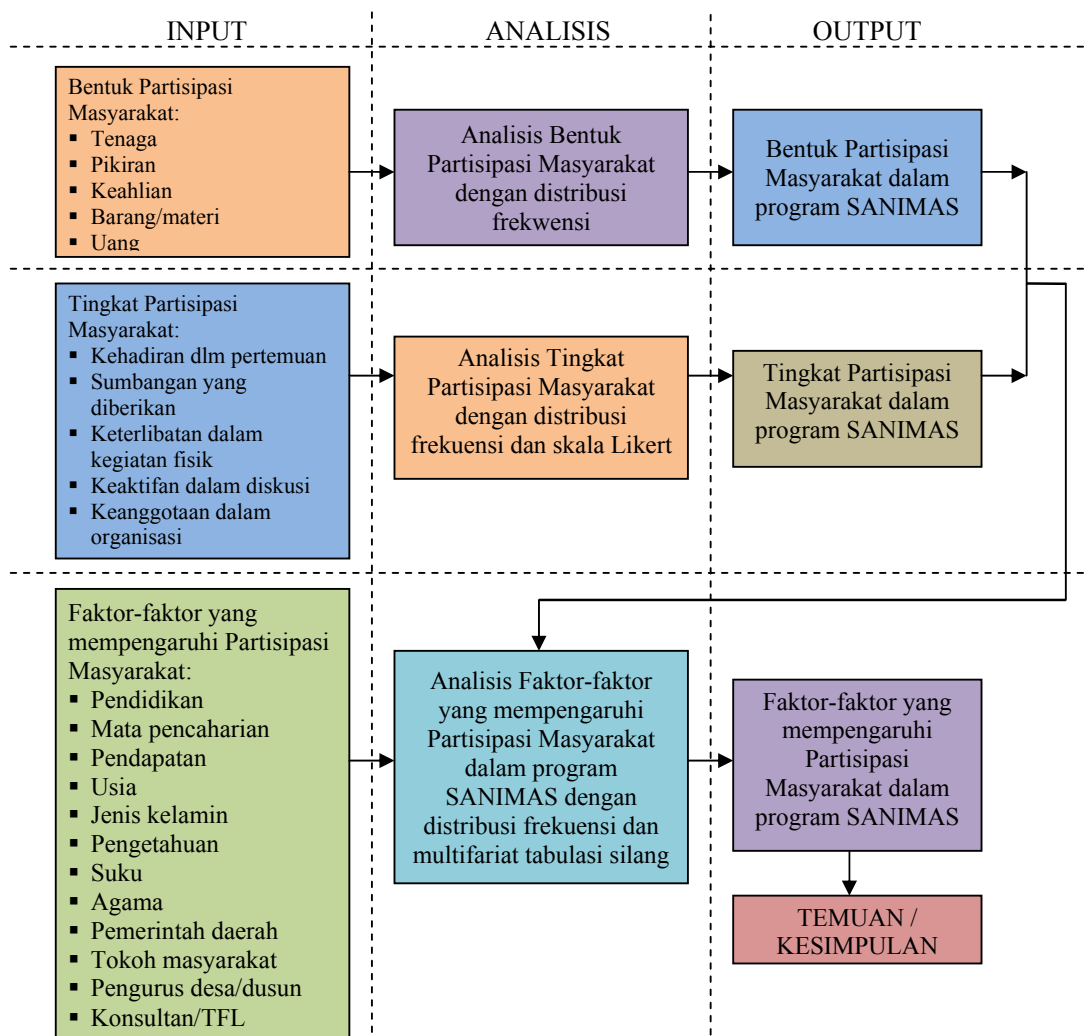 INPUT
ANALISIS
OUTPUT
Bentuk Partisipasi
Masyarakat:
▪ Tenaga
▪ Pikiran
▪ Keahlian
▪ Barang/materi
▪ Uang
Analisis Bentuk
Partisipasi Masyarakat
dengan distribusi
frekwensi
Bentuk Partisipasi
Masyarakat dalam
program SANIMAS
Tingkat Partisipasi
Masyarakat:
▪ Kehadiran dlm pertemuan
▪ Sumbangan yang
diberikan
▪ Keterlibatan dalam
kegiatan fisik
▪ Keaktifan dalam diskusi
▪ Keanggotaan dalam
organisasi
Analisis Tingkat
Partisipasi Masyarakat
dengan distribusi
frekuensi dan skala Likert
Tingkat Partisipasi
Masyarakat dalam
program SANIMAS
Faktor-faktor yang
mempengaruhi Partisipasi
Masyarakat:
▪ Pendidikan
▪ Mata pencaharian
▪ Pendapatan
▪ Usia
▪ Jenis kelamin
▪ Pengetahuan
▪ Suku
▪ Agama
▪ Pemerintah daerah
▪ Tokoh masyarakat
▪ Pengurus desa/dusun
▪ Konsultan/TFL
Analisis Faktor-faktor
yang mempengaruhi
Partisipasi Masyarakat
dalam program
SANIMAS dengan
distribusi frekuensi dan
multifariat tabulasi silang
Faktor-faktor yang
mempengaruhi
Partisipasi
Masyarakat dalam
program SANIMAS
TEMUAN /
KESIMPULAN